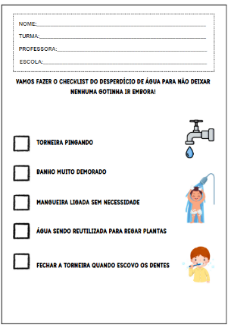 NOME:
TURMA:
PROFESSORA:
ESCOLA:
VAMOS FAZER O CHECKLIST DO DESPERDÍCIO DE ÁGUA PARA NÃO DEIXAR
NENHUMA GOTINHA IR EMBORA!
TORNEIRA PINGANDO
BANHO MUITO DEMORADO
MANGUEIRA LIGADA SEM NECESSIDADE
ÁGUA SENDO REUTILIZADA PARA REGAR PLANTAS
FECHAR A TORNEIRA QUANDO ESCOVO OS DENTES